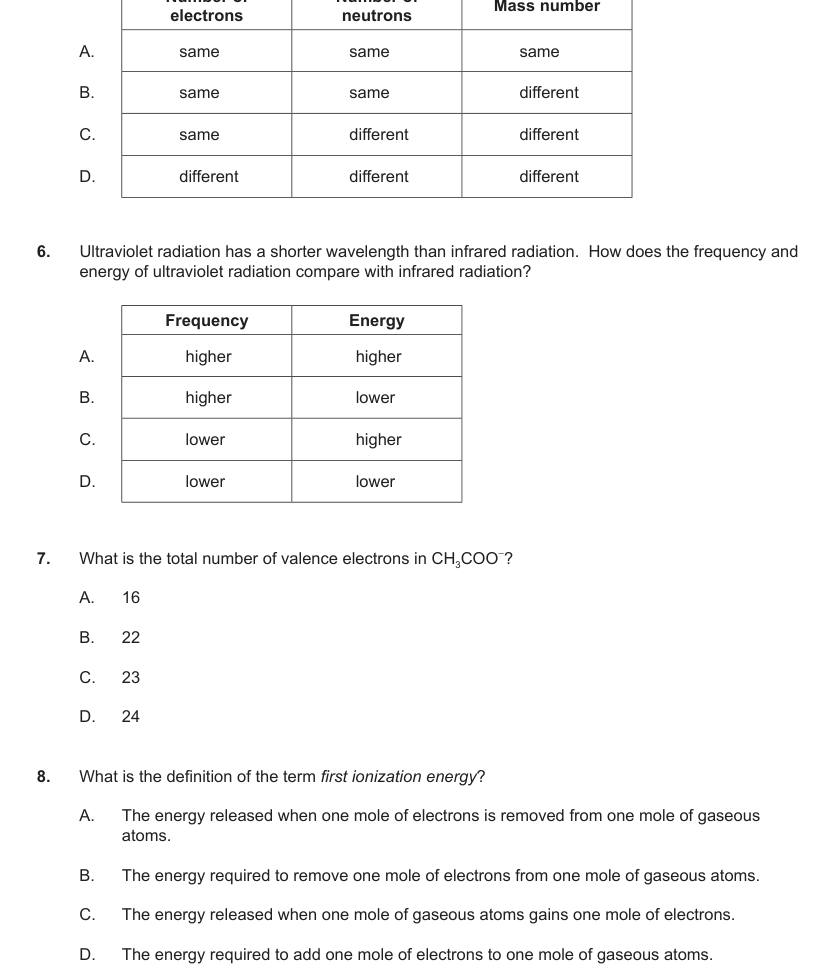 electrons neutrons Mass number
A. same same same
B. same same different
C. same different different
D. different different different
6. Ultraviolet radiation has a shorter wavelength than infrared radiation. How does the frequency and
energy of ultraviolet radiation compare with infrared radiation?
Frequency Energy
A. higher higher
B. higher lower
C. lower higher
D. lower lower
7. What is the total number of valence electrons in CH₃COO⁻?
A. 16
B. 22
C. 23
D. 24
8. What is the definition of the term first ionization energy?
A. The energy released when one mole of electrons is removed from one mole of gaseous
atoms.
B. The energy required to remove one mole of electrons from one mole of gaseous atoms.
C. The energy released when one mole of gaseous atoms gains one mole of electrons.
D. The energy required to add one mole of electrons to one mole of gaseous atoms.